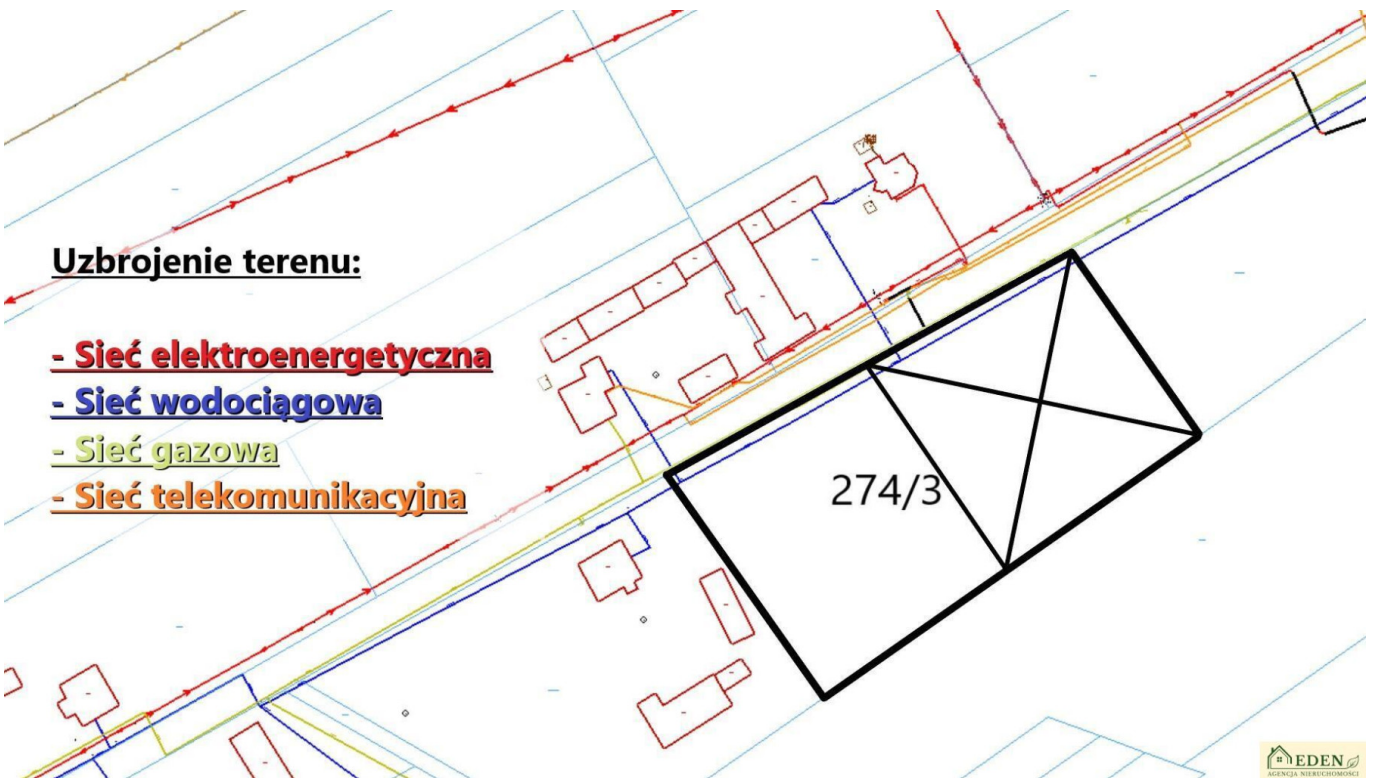 Uzbrojenie terenu:
- Sieć elektroenergetyczna
- Sieć wodociągowa
- Sieć gazowa
- Sieć telekomunikacyjna
274/3
EDEN
AGENCJA NIERUCHOMOŚCI